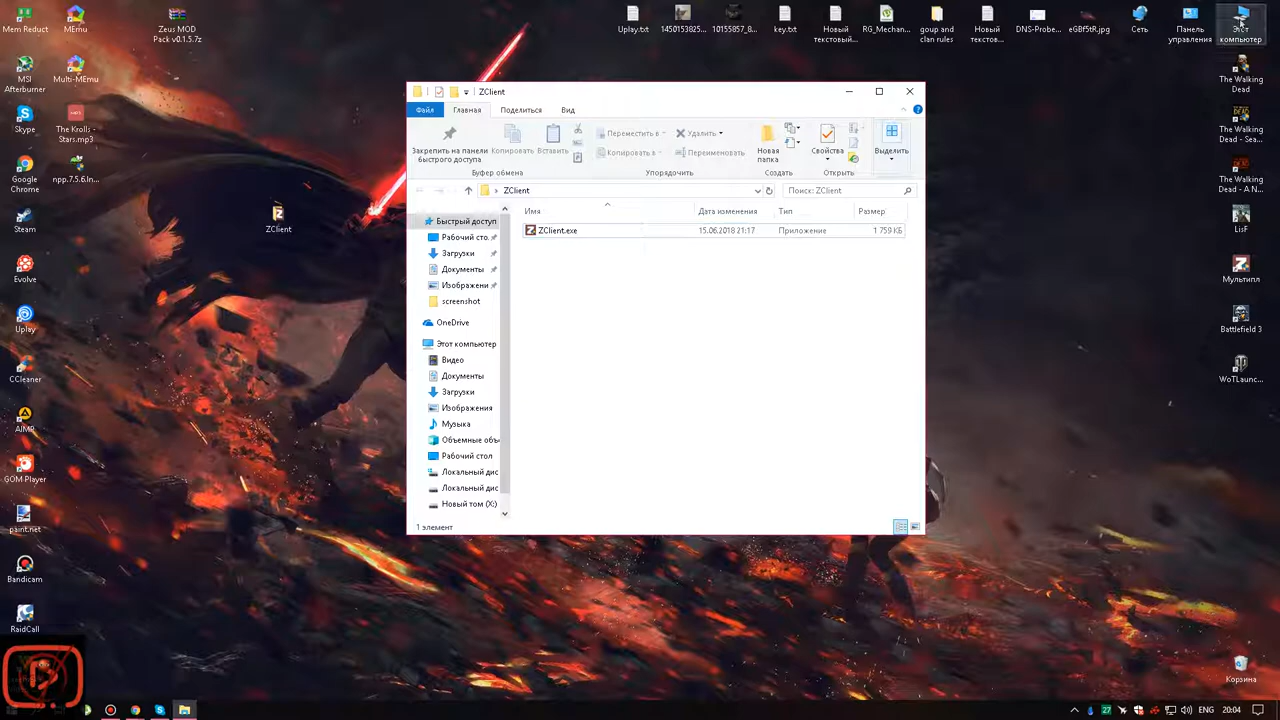 Mem Reduct
MEmu
Zeus MOD
Pack v0.1.5.7z
Uplay.txt
1450153825...
10155857_8...
key.txt
Новый
текстовый...
RG_Mechan...
goup and
clan rules
Новый
текстов...
DNS-Probe...
eGBf5tR.jpg
Сеть
Панель
управления
Этот
компьютер
MSI
Afterburner
Multi-MEmu
The Walking
Dead
Skype
The Krolls -
Stars.mp3
The Walking
Dead - Sea...
Google
Chrome
npp.7.5.6.In...
The Walking
Dead - A N...
Steam
ZClient
LisF
Evolve
Мультипл
Uplay
Battlefield 3
CCleaner
WoTLaunc...
AIMP
GOM Player
paint.net
Bandicam
RaidCall
Корзина
ZClient
Файл
Главная
Поделиться
Вид
Закрепить на панели
быстрого доступа
Копировать
Вставить
Буфер обмена
Переместить в
Копировать в
Удалить
Переименовать
Упорядочить
Новая
папка
Создать
Свойства
Открыть
Выделить
ZClient
Поиск: ZClient
Имя
Дата изменения
Тип
Размер
ZClient.exe
15.06.2018 21:17
Приложение
1 759 КБ
Быстрый доступ
Рабочий сто.
Загрузки
Документы
Изображени
screenshot
OneDrive
Этот компьютер
Видео
Документы
Загрузки
Изображения
Музыка
Объемные объ
Рабочий стол
Локальный дис
Локальный дис
Новый том (X:)
1 элемент
27
ENG
20:04